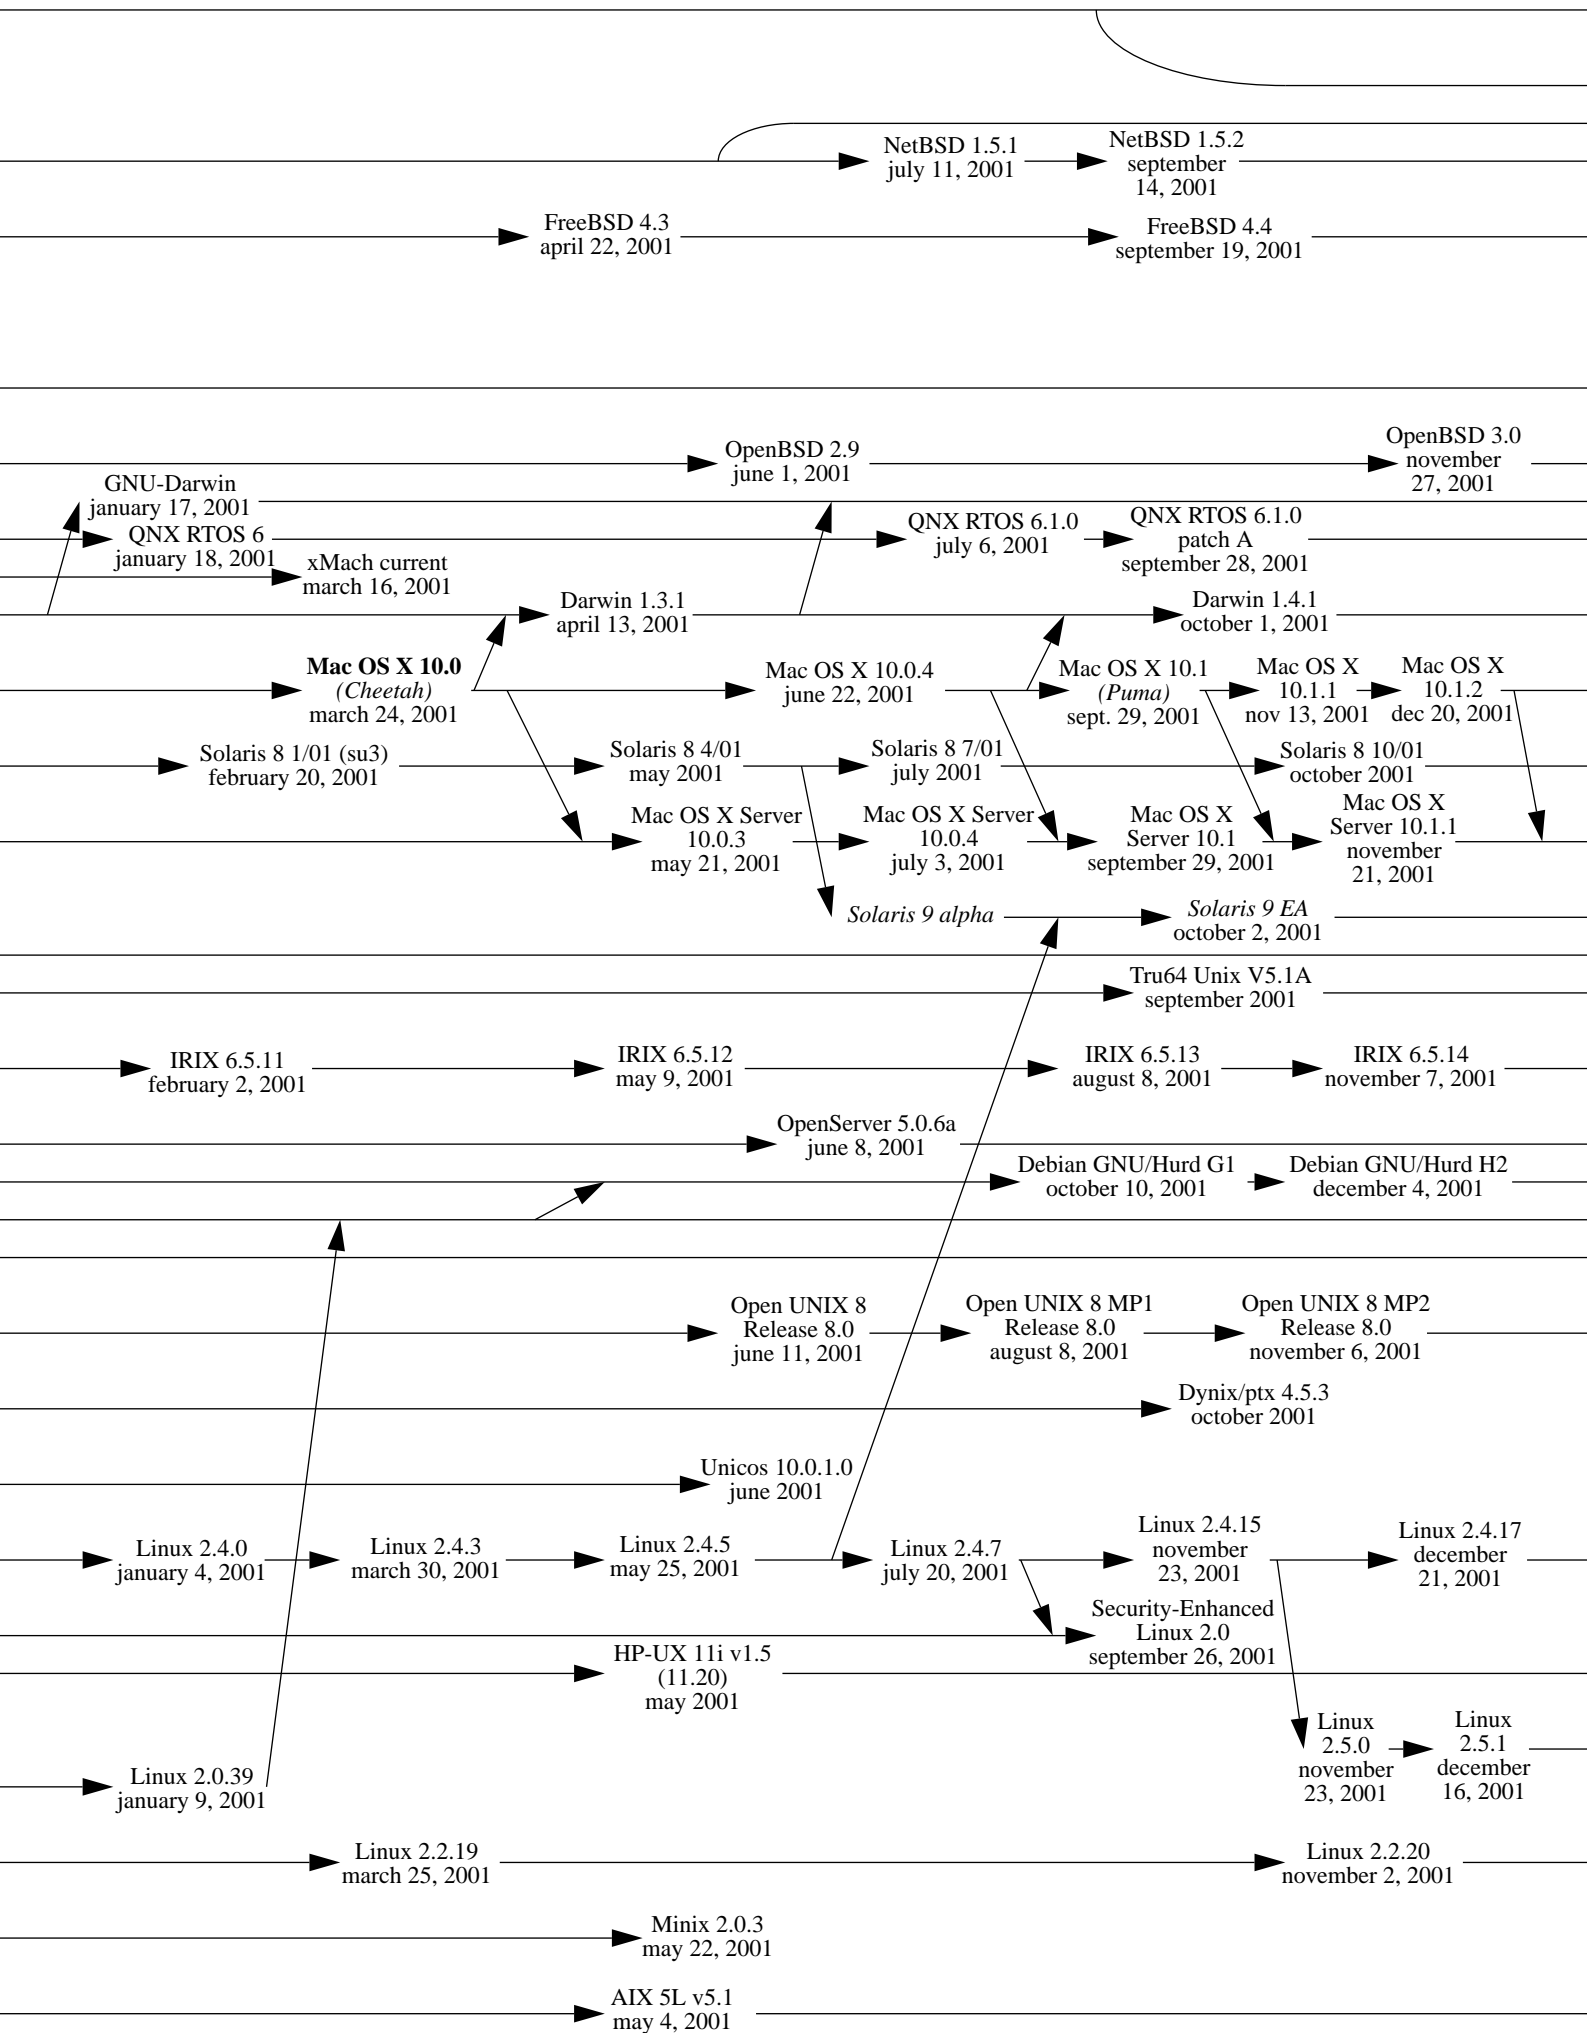 NetBSD 1.5.1
july 11, 2001
NetBSD 1.5.2
september
14, 2001
FreeBSD 4.3
april 22, 2001
FreeBSD 4.4
september 19, 2001
OpenBSD 2.9
june 1, 2001
OpenBSD 3.0
november
27, 2001
GNU-Darwin
january 17, 2001
QNX RTOS 6
january 18, 2001
QNX RTOS 6.1.0
july 6, 2001
QNX RTOS 6.1.0
patch A
september 28, 2001
xMach current
march 16, 2001
Darwin 1.3.1
april 13, 2001
Darwin 1.4.1
october 1, 2001
Mac OS X 10.0
(Cheetah)
march 24, 2001
Mac OS X 10.0.4
june 22, 2001
Mac OS X 10.1
(Puma)
sept. 29, 2001
Mac OS X
10.1.1
nov 13, 2001
Mac OS X
10.1.2
dec 20, 2001
Solaris 8 1/01 (su3)
february 20, 2001
Solaris 8 4/01
may 2001
Solaris 8 7/01
july 2001
Solaris 8 10/01
october 2001
Mac OS X Server
10.0.3
may 21, 2001
Mac OS X Server
10.0.4
july 3, 2001
Mac OS X
Server 10.1
september 29, 2001
Mac OS X
Server 10.1.1
november
21, 2001
Solaris 9 alpha
Solaris 9 EA
october 2, 2001
Tru64 Unix V5.1A
september 2001
IRIX 6.5.11
february 2, 2001
IRIX 6.5.12
may 9, 2001
IRIX 6.5.13
august 8, 2001
IRIX 6.5.14
november 7, 2001
OpenServer 5.0.6a
june 8, 2001
Debian GNU/Hurd G1
october 10, 2001
Debian GNU/Hurd H2
december 4, 2001
Open UNIX 8
Release 8.0
june 11, 2001
Open UNIX 8 MP1
Release 8.0
august 8, 2001
Open UNIX 8 MP2
Release 8.0
november 6, 2001
Dynix/ptx 4.5.3
october 2001
Unicos 10.0.1.0
june 2001
Linux 2.4.0
january 4, 2001
Linux 2.4.3
march 30, 2001
Linux 2.4.5
may 25, 2001
Linux 2.4.7
july 20, 2001
Linux 2.4.15
november
23, 2001
Linux 2.4.17
december
21, 2001
Security-Enhanced
Linux 2.0
september 26, 2001
HP-UX 11i v1.5
(11.20)
may 2001
Linux
2.5.0
november
23, 2001
Linux
2.5.1
december
16, 2001
Linux 2.0.39
january 9, 2001
Linux 2.2.19
march 25, 2001
Linux 2.2.20
november 2, 2001
Minix 2.0.3
may 22, 2001
AIX 5L v5.1
may 4, 2001